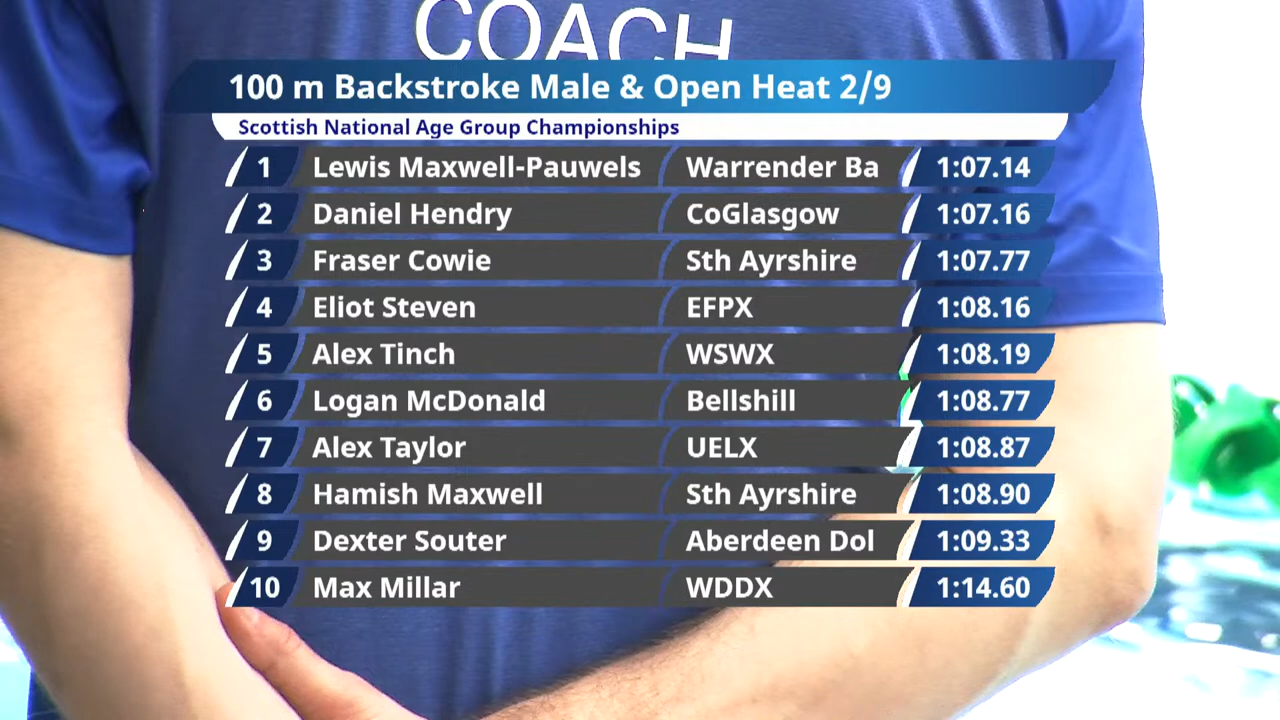 COACH
100 m Backstroke Male & Open Heat 2/9
Scottish National Age Group Championships
1 Lewis Maxwell-Pauwels Warrender Ba 1:07.14
2 Daniel Hendry CoGlasgow 1:07.16
3 Fraser Cowie Sth Ayrshire 1:07.77
4 Eliot Steven EFPX 1:08.16
5 Alex Tinch WSWX 1:08.19
6 Logan McDonald Bellshill 1:08.77
7 Alex Taylor UELX 1:08.87
8 Hamish Maxwell Sth Ayrshire 1:08.90
9 Dexter Souter Aberdeen Dol 1:09.33
10 Max Millar WDDX 1:14.60